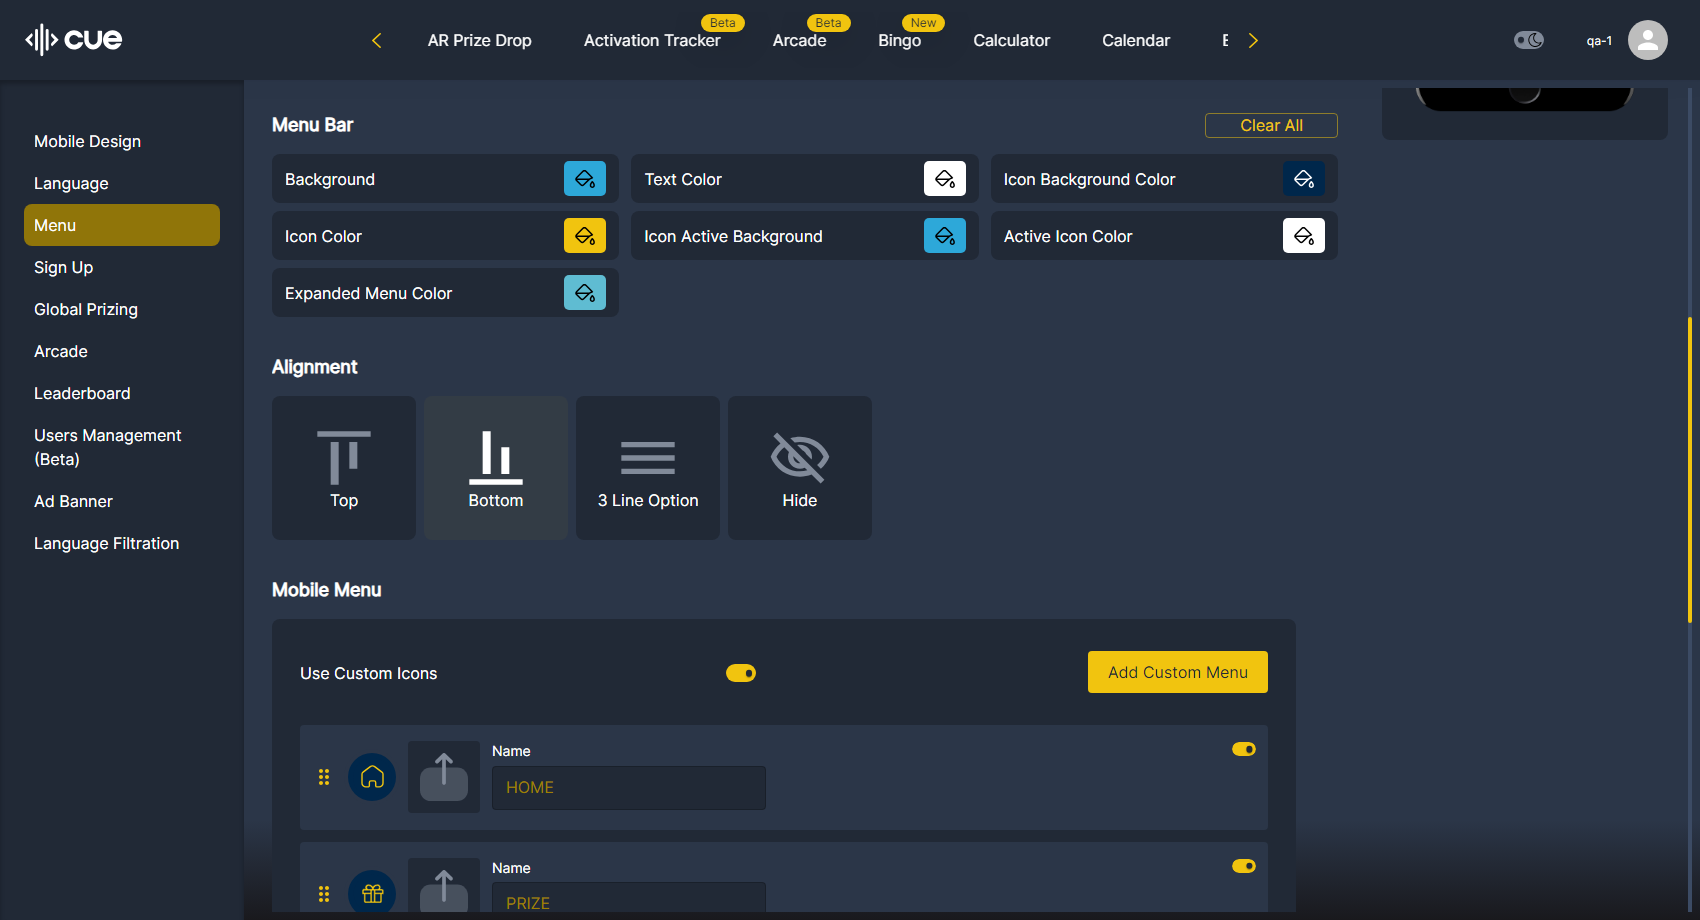 cue
AR Prize Drop
Activation Tracker
Beta
Arcade
Beta
Bingo
New
Calculator
Calendar
qa-1
Mobile Design
Language
Menu
Sign Up
Global Prizing
Arcade
Leaderboard
Users Management
(Beta)
Ad Banner
Language Filtration
Menu Bar
Clear All
Background
Text Color
Icon Background Color
Icon Color
Icon Active Background
Active Icon Color
Expanded Menu Color
Alignment
Top
Bottom
3 Line Option
Hide
Mobile Menu
Use Custom Icons
Add Custom Menu
Name
HOME
Name
PRIZE